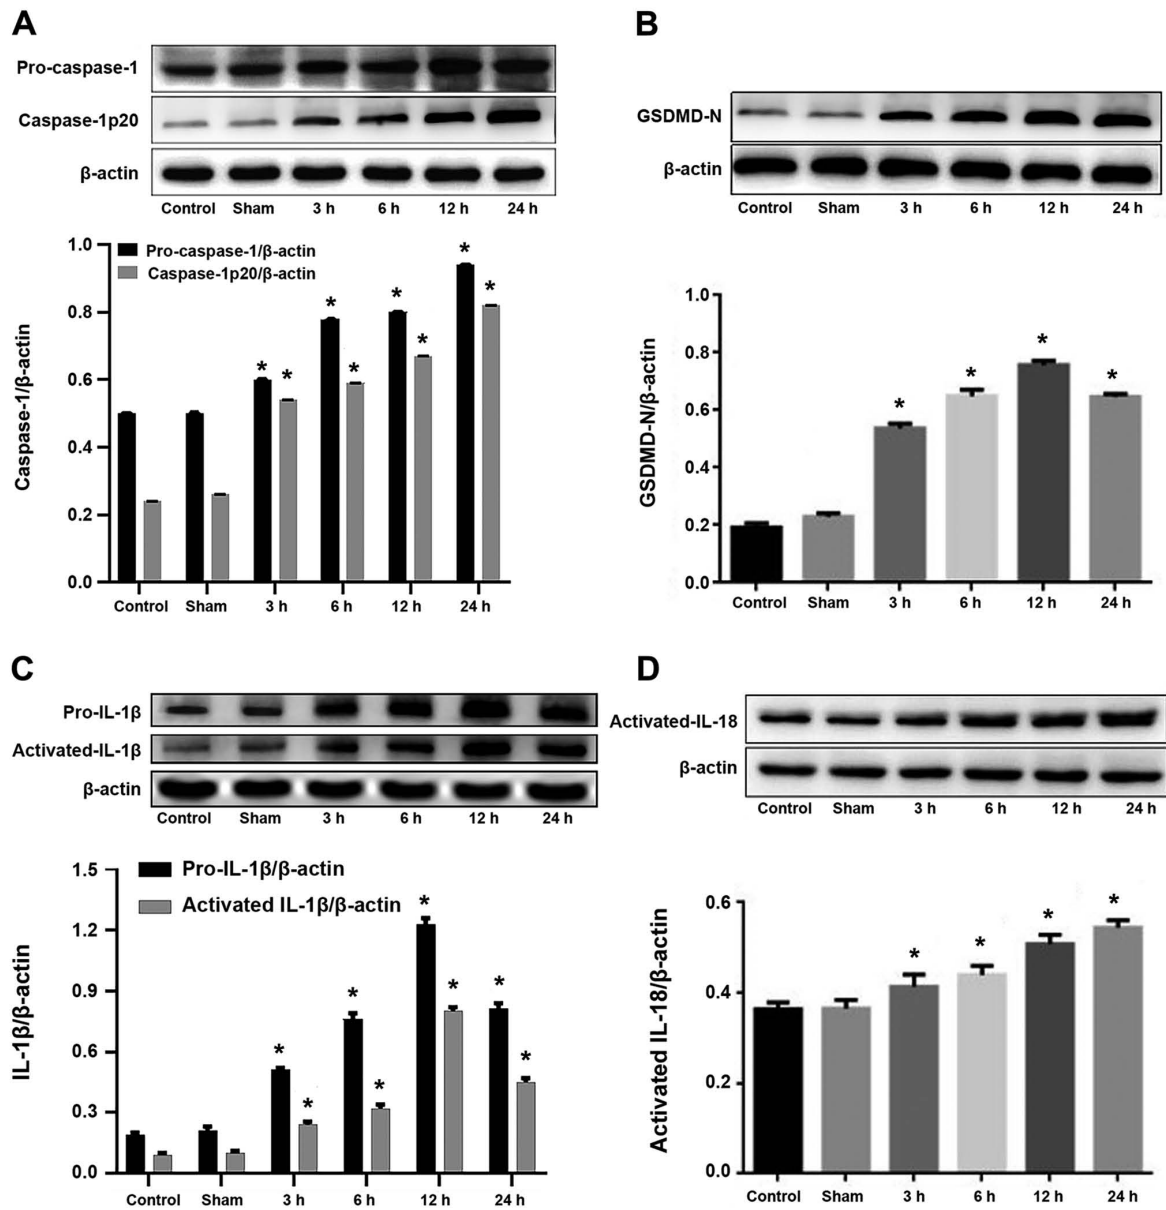 A
Pro-caspase-1
Caspase-1p20
β-actin
Control Sham 3 h 6 h 12 h 24 h
Pro-caspase-1/β-actin
Caspase-1p20/β-actin
Caspase-1/β-actin
1.0
0.8
0.6
0.4
0.2
0.0
* * * * * * * *
Control Sham 3 h 6 h 12 h 24 h
B
GSDMD-N
β-actin
Control Sham 3 h 6 h 12 h 24 h
GSDMD-N/β-actin
1.0
0.8
0.6
0.4
0.2
0.0
* * * *
Control Sham 3 h 6 h 12 h 24 h
C
Pro-IL-1β
Activated-IL-1β
β-actin
Control Sham 3 h 6 h 12 h 24 h
Pro-IL-1β/β-actin
Activated IL-1β/β-actin
IL-1β/β-actin
1.5
1.2
0.9
0.6
0.3
0.0
* * * * * * * *
Control Sham 3 h 6 h 12 h 24 h
D
Activated-IL-18
β-actin
Control Sham 3 h 6 h 12 h 24 h
Activated IL-18/β-actin
0.6
0.4
0.2
0.0
* * * *
Control Sham 3 h 6 h 12 h 24 h